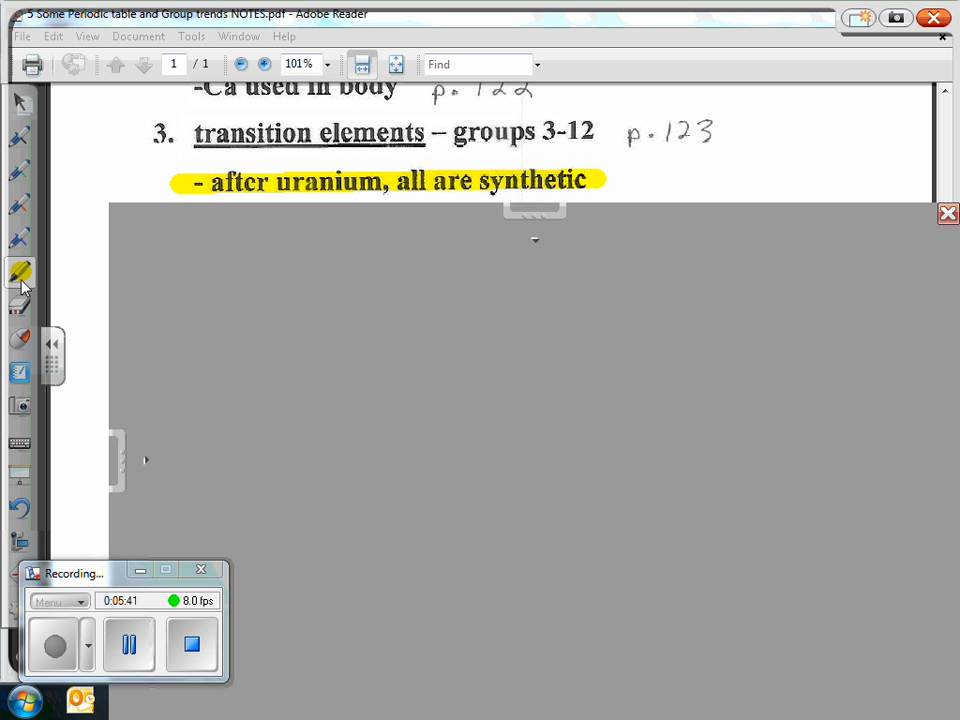 5 Some Periodic table and Group trends NOTES.pdf - Adobe Reader
File Edit View Document Tools Window Help
1 / 1 101% Find
-Ca used in body p. 122
3. transition elements – groups 3-12 p. 123
- after uranium, all are synthetic
Recording...
Menu 0:05:41 8.0 fps